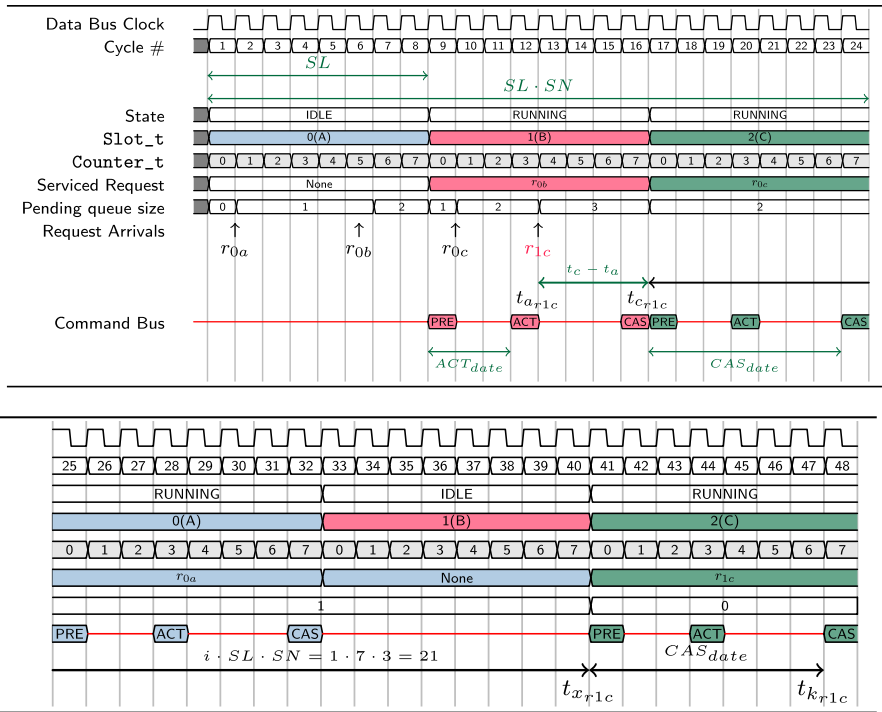 Data Bus Clock
Cycle # 1 2 3 4 5 6 7 8 9 10 11 12 13 14 15 16 17 18 19 20 21 22 23 24
SL
SL · SN
State IDLE RUNNING RUNNING
Slot_t 0(A) 1(B) 2(C)
Counter_t 0 1 2 3 4 5 6 7 0 1 2 3 4 5 6 7 0 1 2 3 4 5 6 7
Serviced Request None r0b r0c
Pending queue size 0 1 2 1 2 3 2
Request Arrivals
r0a r0b r0c r1c
tc − ta
ta_r1c tc_r1c
Command Bus PRE ACT CAS PRE ACT CAS
ACTdate CASdate
25 26 27 28 29 30 31 32 33 34 35 36 37 38 39 40 41 42 43 44 45 46 47 48
RUNNING IDLE RUNNING
0(A) 1(B) 2(C)
0 1 2 3 4 5 6 7 0 1 2 3 4 5 6 7 0 1 2 3 4 5 6 7
r0a None r1c
1 0
PRE ACT CAS PRE ACT CAS
i · SL · SN = 1 · 7 · 3 = 21 CASdate
tx_r1c tk_r1c